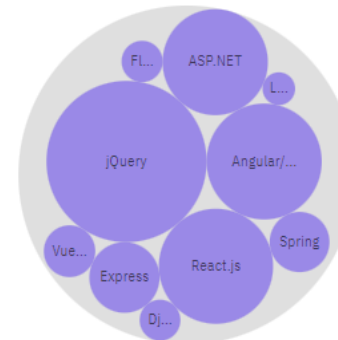 Fl...
ASP.NET
L...
jQuery
Angular/...
Vue...
Express
React.js
Spring
Dj...